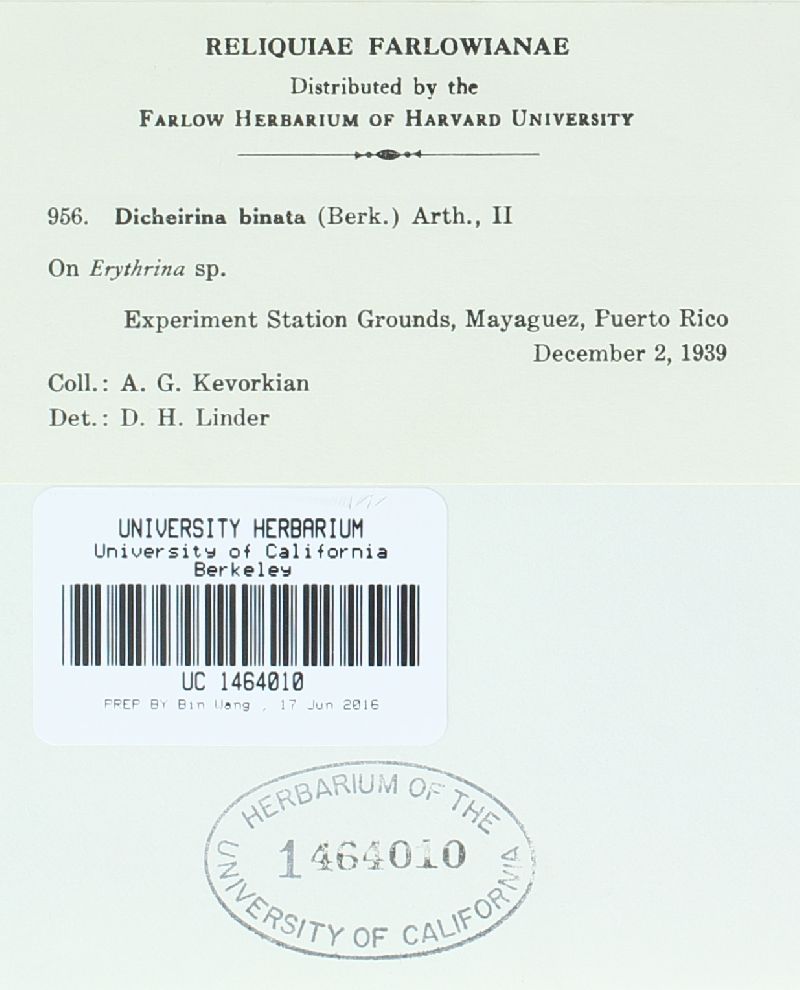 RELIQUIAE FARLOWIANAE
Distributed by the
FARLOW HERBARIUM OF HARVARD UNIVERSITY
956. Dicheirina binata (Berk.) Arth., II
On Erythrina sp.
Experiment Station Grounds, Mayaguez, Puerto Rico
December 2, 1939
Coll.: A. G. Kevorkian
Det.: D. H. Linder
UNIVERSITY HERBARIUM
University of California
Berkeley
UC 1464010
PREP BY Bin Wang , 17 Jun 2016
HERBARIUM OF THE
1464010
UNIVERSITY OF CALIFORNIA